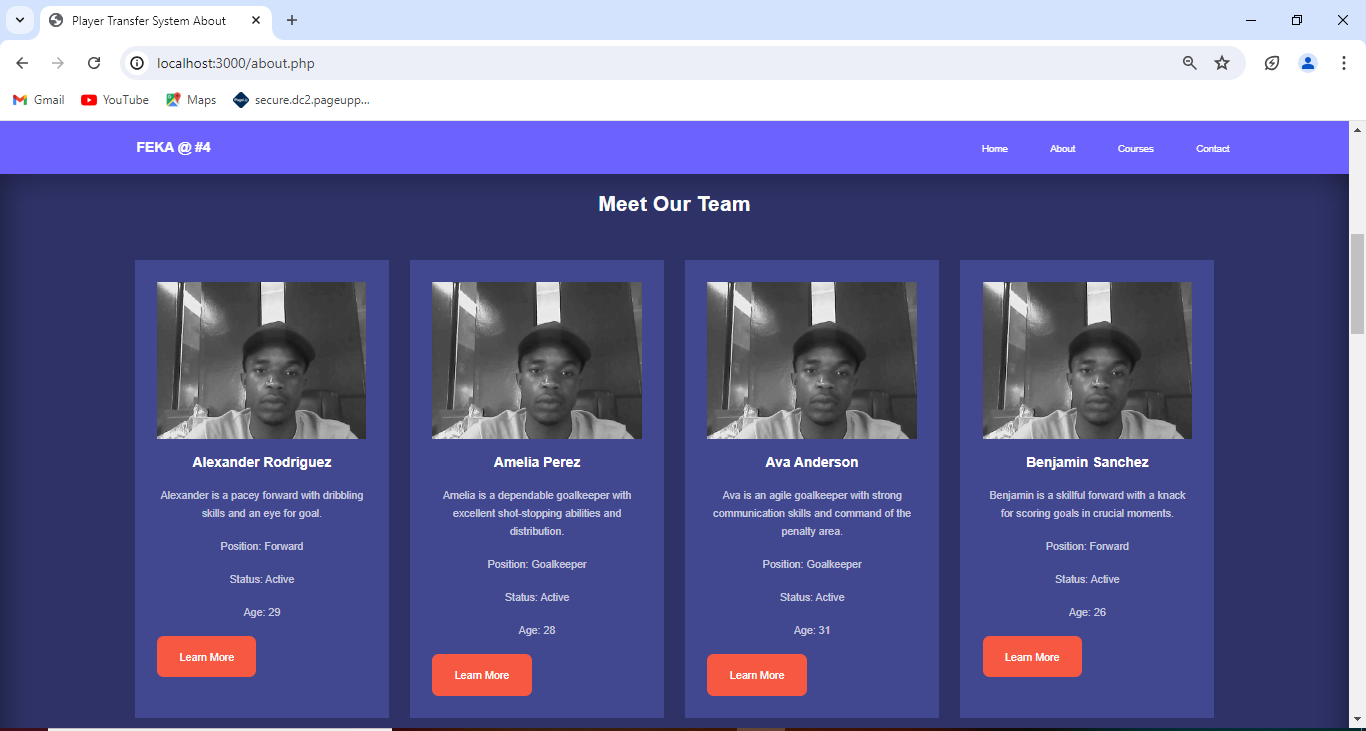 Player Transfer System About
localhost:3000/about.php
Gmail
YouTube
Maps
secure.dc2.pageupp...
FEKA @ #4
Home
About
Courses
Contact
Meet Our Team
Alexander Rodriguez
Alexander is a pacey forward with dribbling
skills and an eye for goal.
Position: Forward
Status: Active
Age: 29
Learn More
Amelia Perez
Amelia is a dependable goalkeeper with
excellent shot-stopping abilities and
distribution.
Position: Goalkeeper
Status: Active
Age: 28
Learn More
Ava Anderson
Ava is an agile goalkeeper with strong
communication skills and command of the
penalty area.
Position: Goalkeeper
Status: Active
Age: 31
Learn More
Benjamin Sanchez
Benjamin is a skillful forward with a knack
for scoring goals in crucial moments.
Position: Forward
Status: Active
Age: 26
Learn More